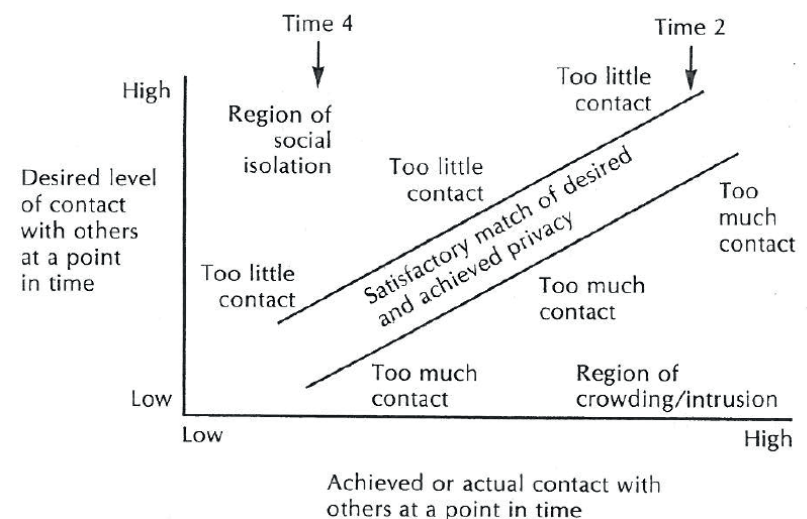 Time 4
Time 2
High
Too little
contact
Region of
social
isolation
Too little
contact
Desired level
of contact
with others
at a point
in time
Satisfactory match of desired
and achieved privacy
Too
much
contact
Too little
contact
Too much
contact
Too much
contact
Region of
crowding/intrusion
Low
Low
High
Achieved or actual contact with
others at a point in time